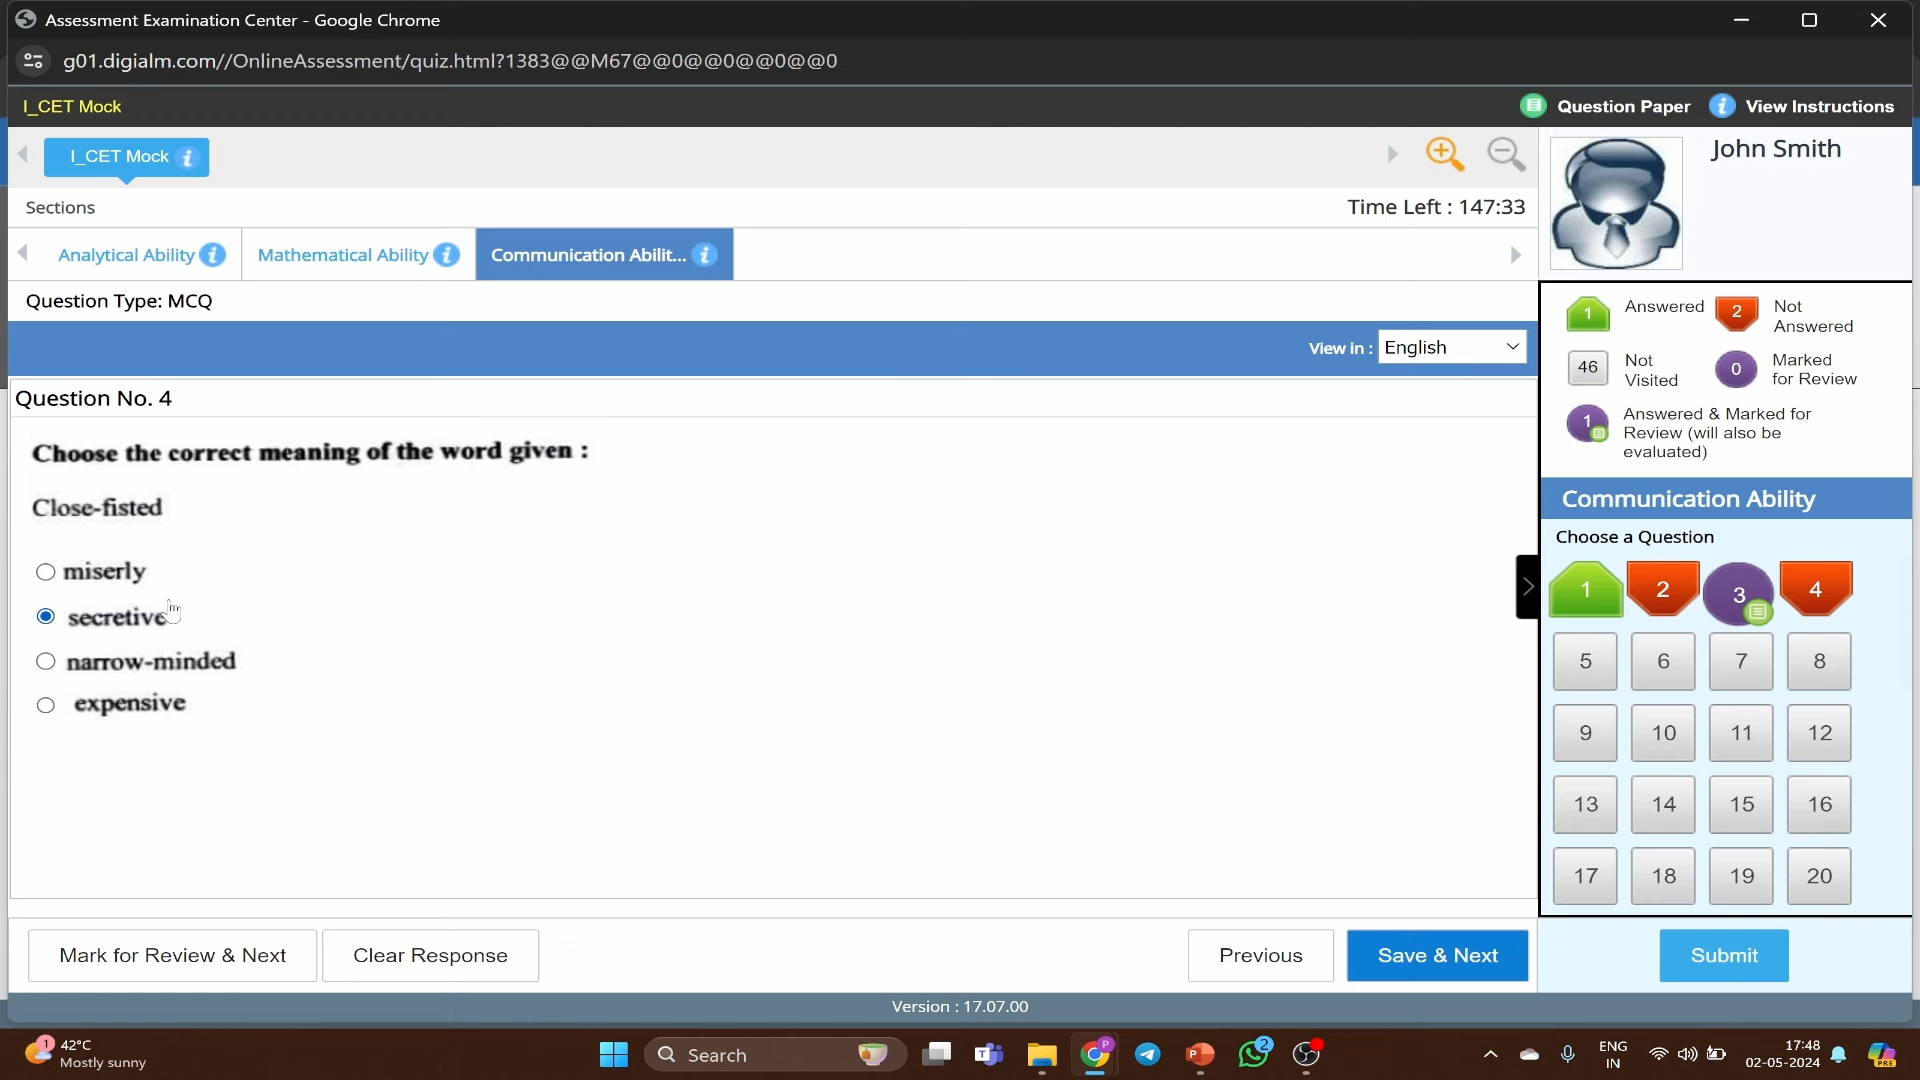 Assessment Examination Center - Google Chrome
g01.digialm.com//OnlineAssessment/quiz.html?1383@@M67@@0@@0@@0@@0
I_CET Mock
Question Paper
View Instructions
I_CET Mock
John Smith
Sections
Time Left : 147:33
Analytical Ability
Mathematical Ability
Communication Abilit...
Question Type: MCQ
View in : English
1 Answered
2 Not Answered
46 Not Visited
0 Marked for Review
1 Answered & Marked for Review (will also be evaluated)
Question No. 4
Choose the correct meaning of the word given :
Close-fisted
miserly
secretive
narrow-minded
expensive
Communication Ability
Choose a Question
1 2 3 4
5 6 7 8
9 10 11 12
13 14 15 16
17 18 19 20
Mark for Review & Next
Clear Response
Previous
Save & Next
Submit
Version : 17.07.00
1
42°C
Mostly sunny
Search
P
P
2
ENG
IN
17:48
02-05-2024
PRE